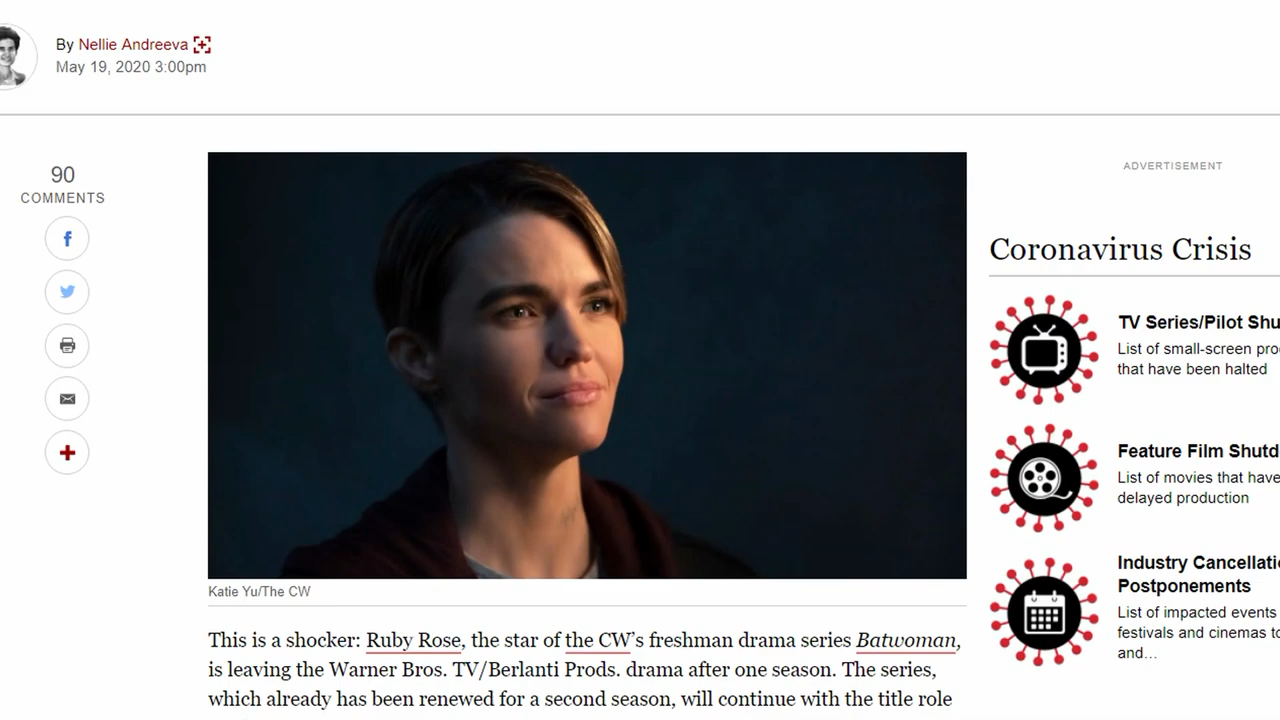 By Nellie Andreeva
May 19, 2020 3:00pm
90
COMMENTS
ADVERTISEMENT
Coronavirus Crisis
TV Series/Pilot Shu
List of small-screen pro
that have been halted
Feature Film Shutd
List of movies that have
delayed production
Industry Cancellati
Postponements
List of impacted events
festivals and cinemas to
and…
Katie Yu/The CW
This is a shocker: Ruby Rose, the star of the CW's freshman drama series Batwoman,
is leaving the Warner Bros. TV/Berlanti Prods. drama after one season. The series,
which already has been renewed for a second season, will continue with the title role